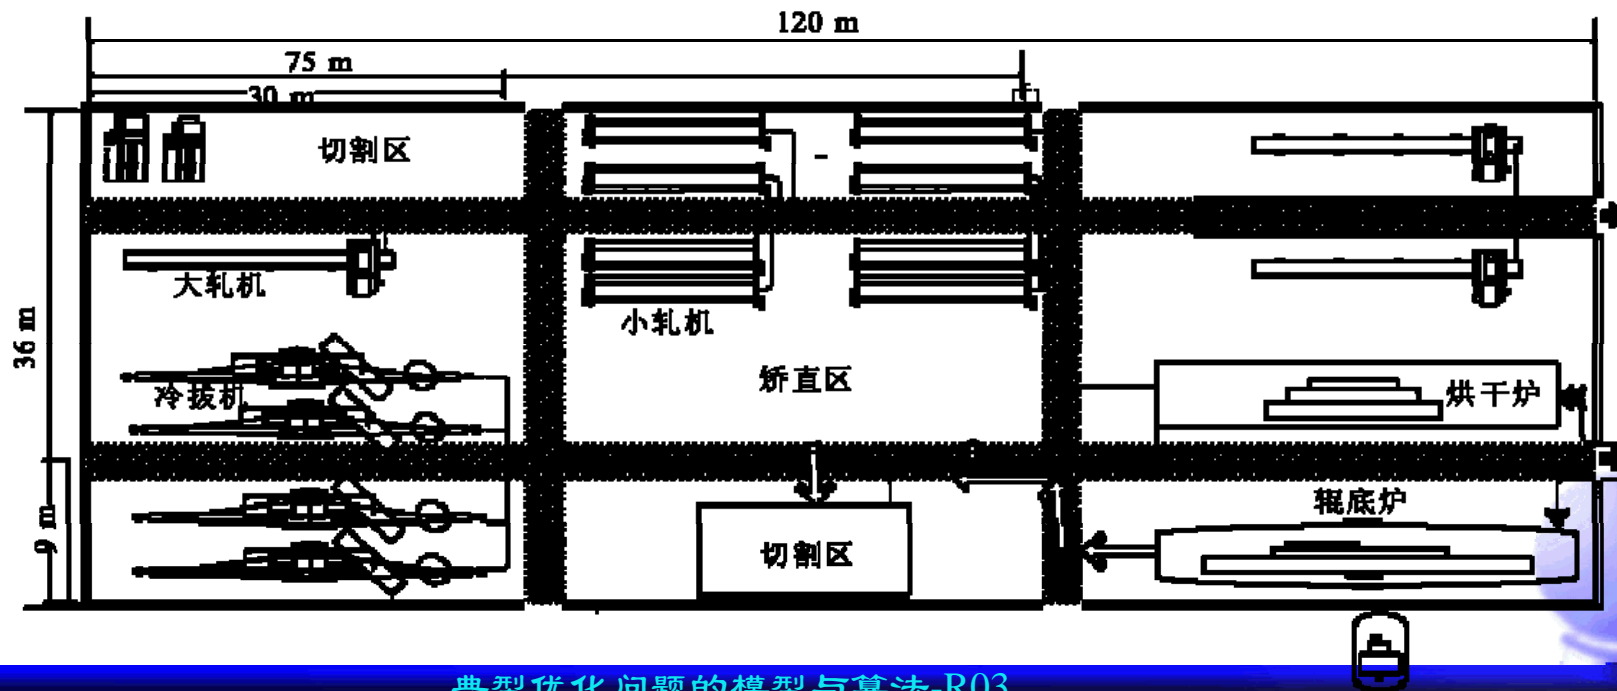 120 m
75 m
30 m
切割区
大轧机
小轧机
36 m
矫直区
冷拔机
烘干炉
辊底炉
9 m
切割区
典型优化问题的模型与算法-R03